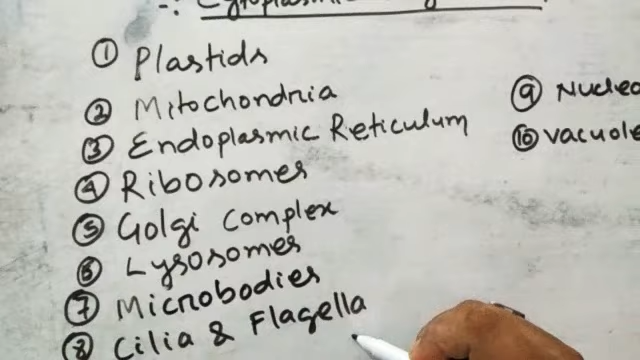 ① Plastids
② Mitochondria
③ Endoplasmic Reticulum
④ Ribosomes
⑤ Golgi Complex
⑥ Lysosomes
⑦ Microbodies
⑧ Cilia & Flagella
⑨ Nucleo
⑩ Vacuole